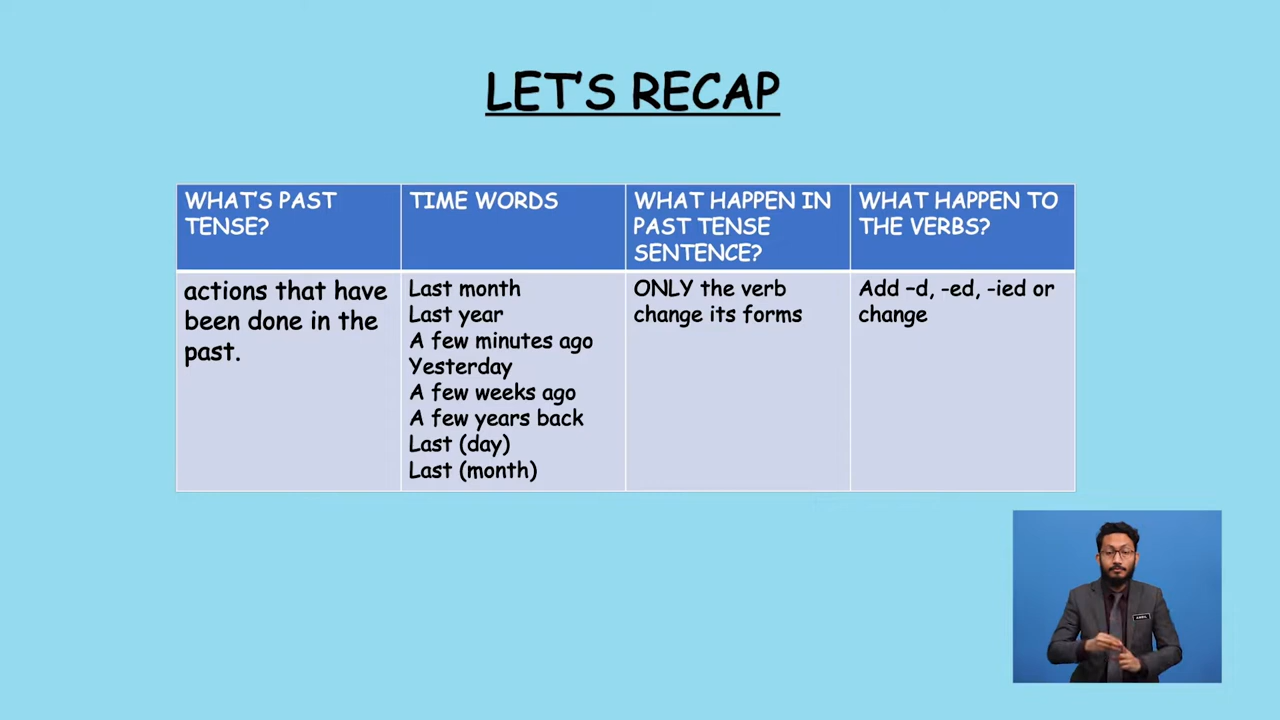 LET'S RECAP
WHAT'S PAST
TENSE?
TIME WORDS
WHAT HAPPEN IN
PAST TENSE
SENTENCE?
WHAT HAPPEN TO
THE VERBS?
actions that have
been done in the
past.
Last month
Last year
A few minutes ago
Yesterday
A few weeks ago
A few years back
Last (day)
Last (month)
ONLY the verb
change its forms
Add –d, -ed, -ied or
change